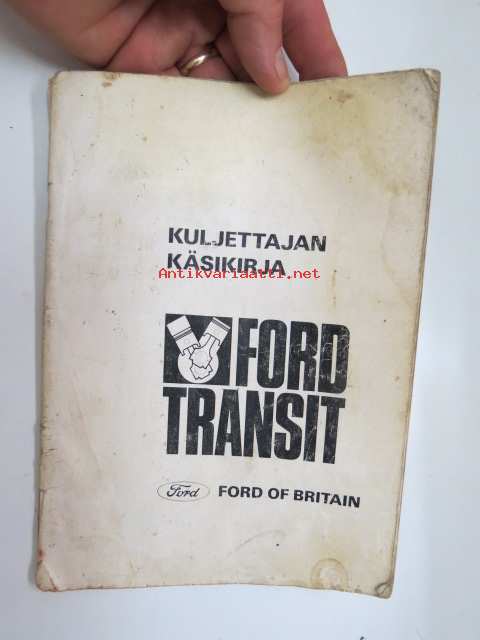 KULJETTAJAN
KÄSIKIRJA
Antikvariaatti.net
FORD
TRANSIT
Ford FORD OF BRITAIN